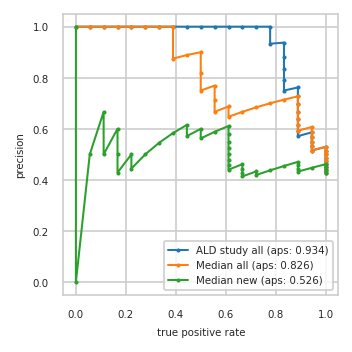 precision
1.0
0.8
0.6
0.4
0.2
0.0
ALD study all (aps: 0.934)
Median all (aps: 0.826)
Median new (aps: 0.526)
0.0 0.2 0.4 0.6 0.8 1.0
true positive rate